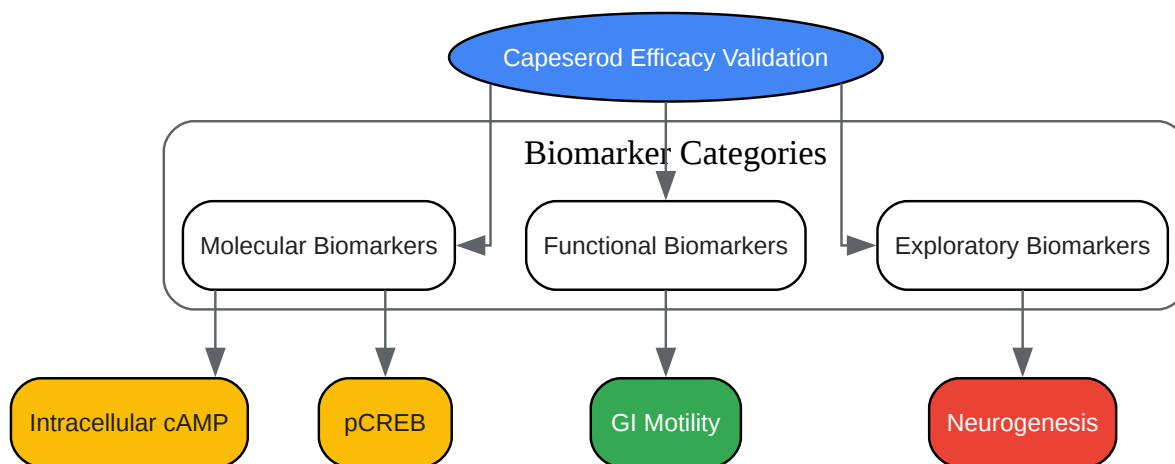 Capeserod Efficacy Validation
Biomarker Categories
Molecular Biomarkers
Functional Biomarkers
Exploratory Biomarkers
Intracellular cAMP
pCREB
GI Motility
Neurogenesis